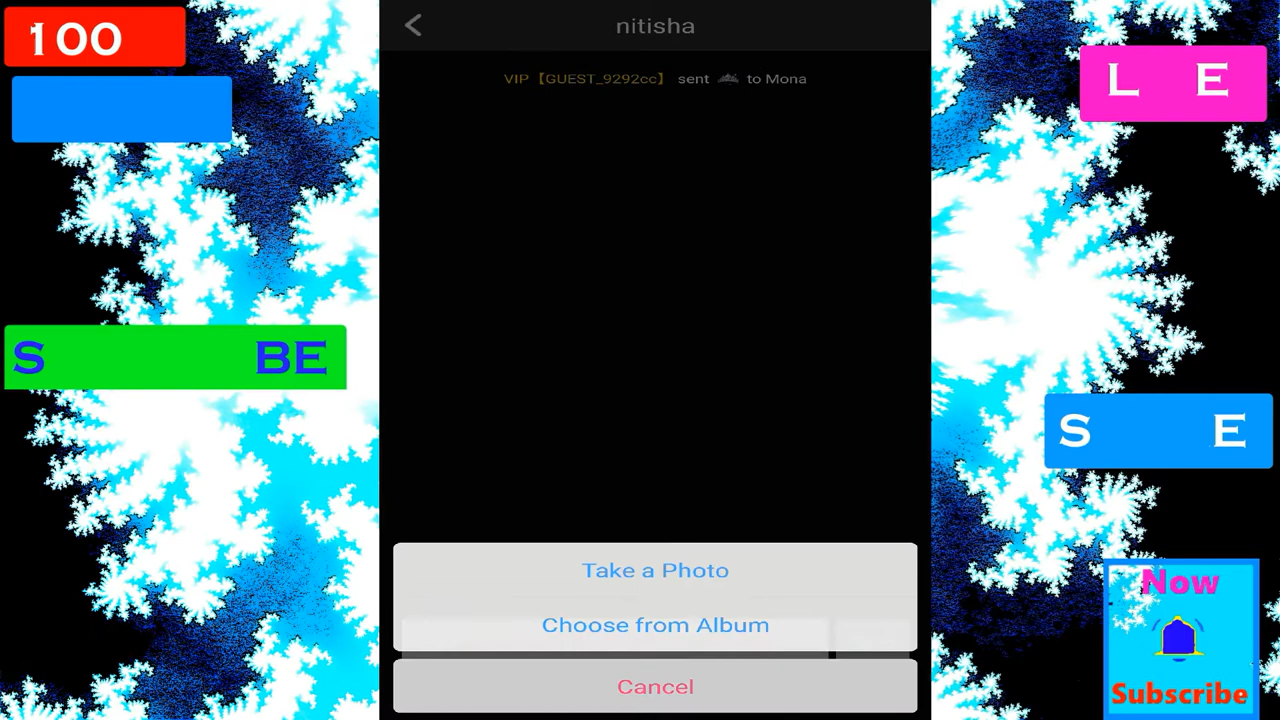 100
nitisha
VIP【GUEST_9292cc】 sent to Mona
L E
S BE
S E
Take a Photo
Choose from Album
Cancel
Now
Subscribe